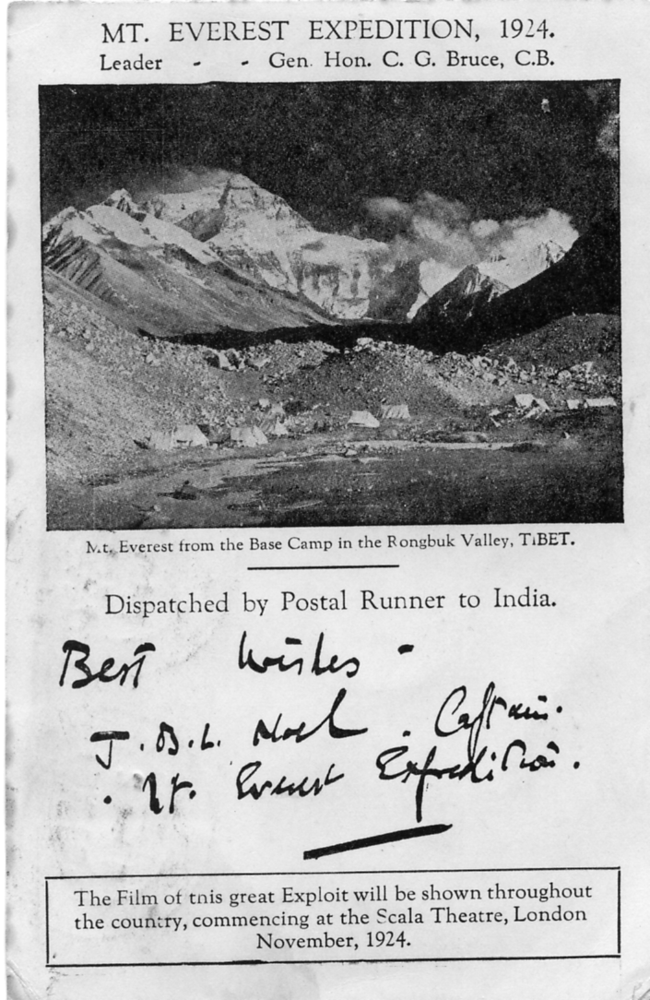 MT. EVEREST EXPEDITION, 1924.
Leader - - Gen. Hon. C. G. Bruce, C.B.
Mt. Everest from the Base Camp in the Rongbuk Valley, TIBET.
Dispatched by Postal Runner to India.
Best Wishes -
J.B.L. Noel. Captain.
. Mt. Everest Expedition.
The Film of this great Exploit will be shown throughout
the country, commencing at the Scala Theatre, London
November, 1924.